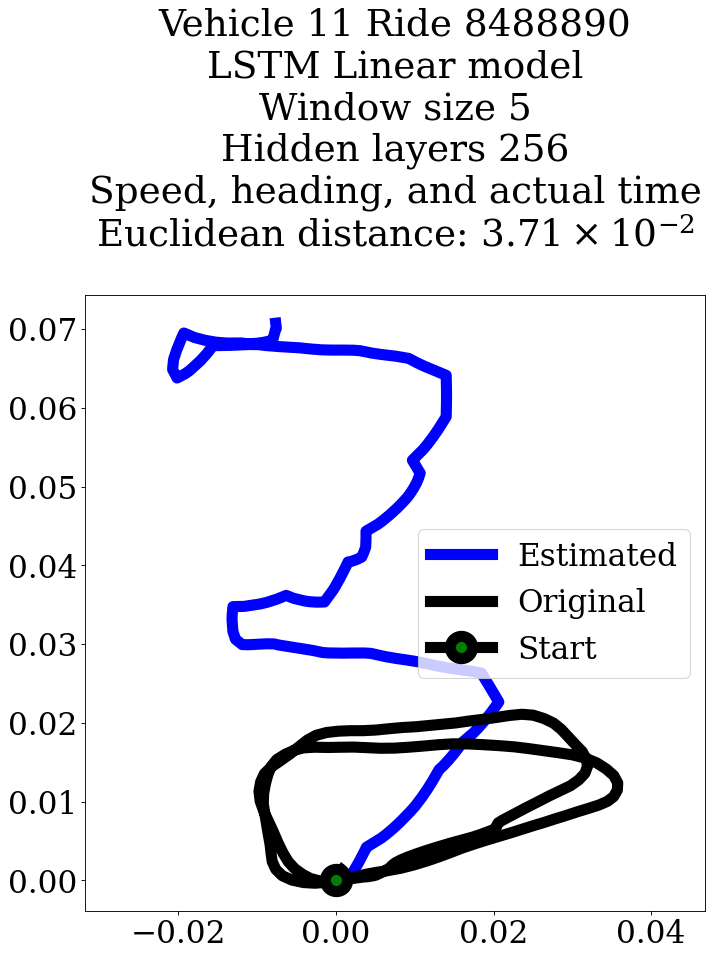 Vehicle 11 Ride 8488890
LSTM Linear model
Window size 5
Hidden layers 256
Speed, heading, and actual time
Euclidean distance: 3.71 × 10⁻²
0.07
0.06
0.05
0.04
0.03
0.02
0.01
0.00
Estimated
Original
Start
−0.02 0.00 0.02 0.04